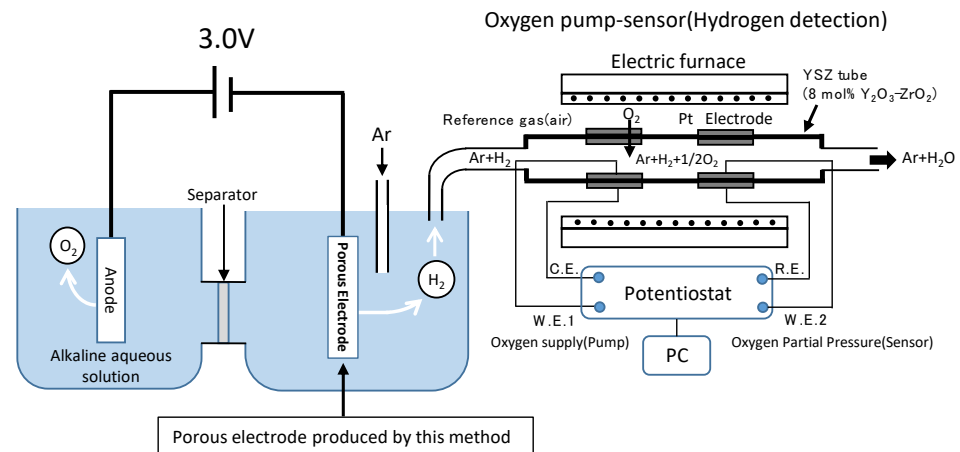 Oxygen pump-sensor(Hydrogen detection)
3.0V
Electric furnace
YSZ tube
(8 mol% Y₂O₃-ZrO₂)
Reference gas(air)
O₂
Pt Electrode
Ar
Ar+H₂
Ar+H₂+1/2O₂
Ar+H₂O
Separator
O₂
Anode
Porous Electrode
H₂
C.E.
R.E.
Potentiostat
W.E.1
W.E.2
Oxygen supply(Pump)
Oxygen Partial Pressure(Sensor)
PC
Alkaline aqueous
solution
Porous electrode produced by this method